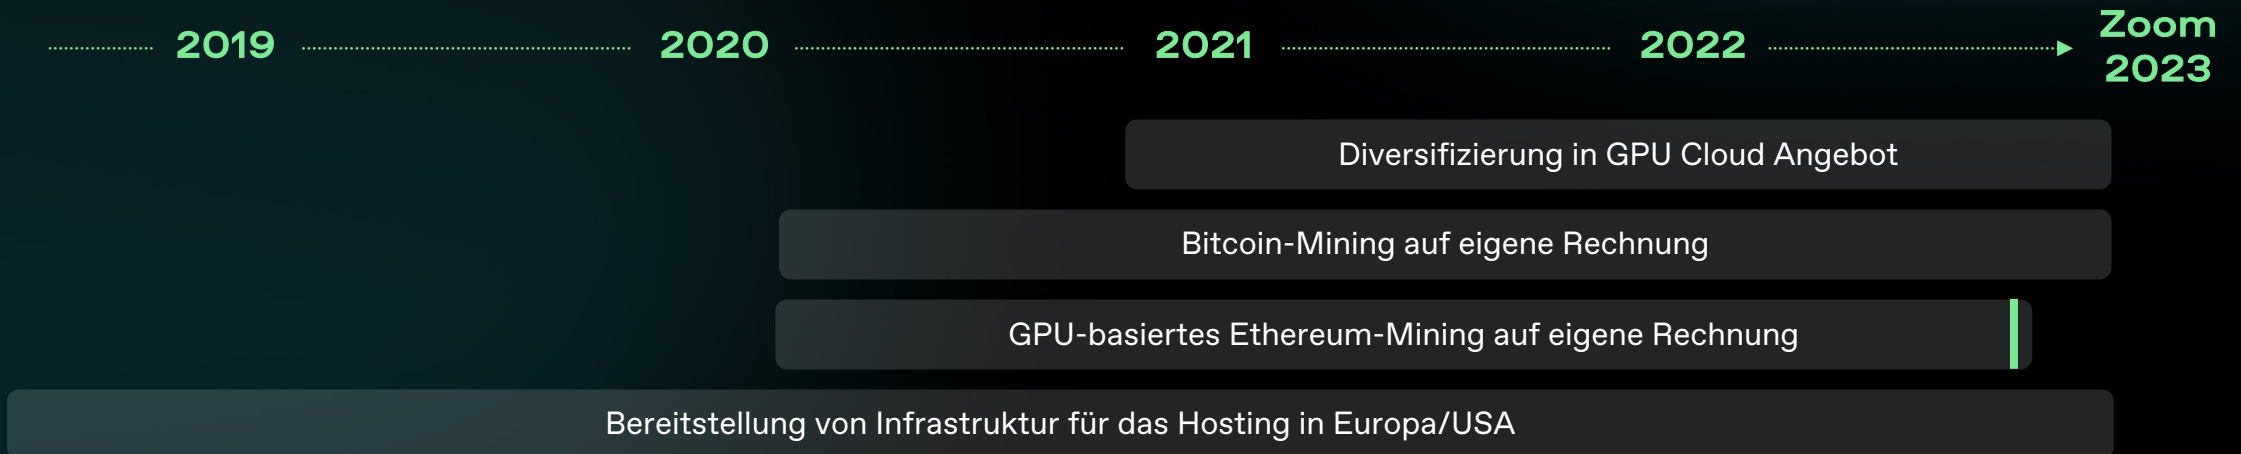 2019 2020 2021 2022 Zoom
2023
Diversifizierung in GPU Cloud Angebot
Bitcoin-Mining auf eigene Rechnung
GPU-basiertes Ethereum-Mining auf eigene Rechnung
Bereitstellung von Infrastruktur für das Hosting in Europa/USA